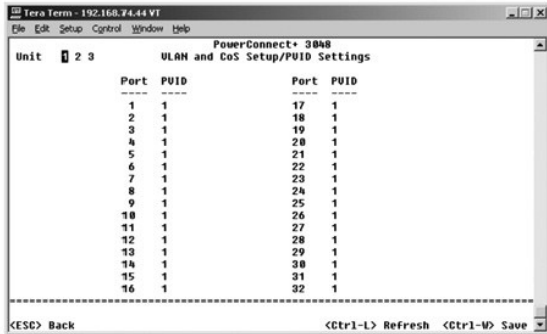 Tera Term - 192.168.74.44 VT
File Edit Setup Control Window Help
PowerConnect+ 3048
Unit 1 2 3 VLAN and CoS Setup/PVID Settings
Port PVID Port PVID
---- ---- ---- ----
1 1 17 1
2 1 18 1
3 1 19 1
4 1 20 1
5 1 21 1
6 1 22 1
7 1 23 1
8 1 24 1
9 1 25 1
10 1 26 1
11 1 27 1
12 1 28 1
13 1 29 1
14 1 30 1
15 1 31 1
16 1 32 1
<ESC> Back <Ctrl-L> Refresh <Ctrl-W> Save